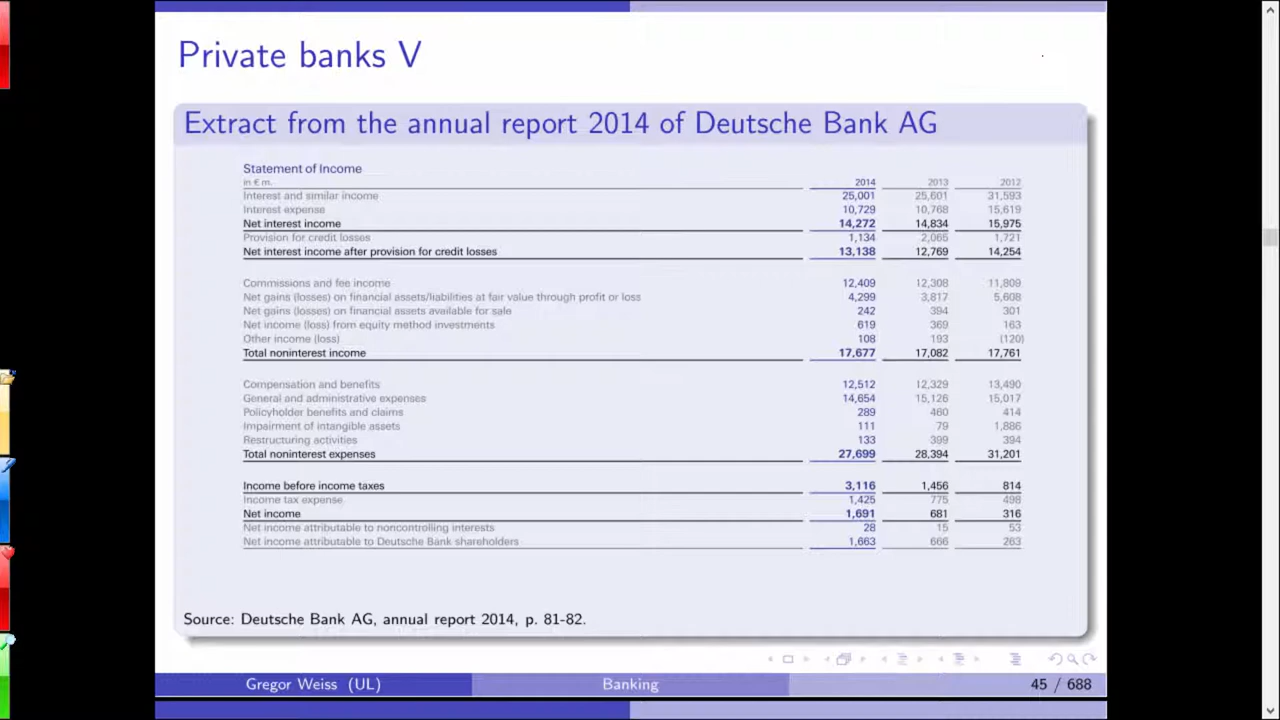 Private banks V
Extract from the annual report 2014 of Deutsche Bank AG
Statement of Income
in € m. 2014 2013 2012
Interest and similar income 25,001 25,601 31,593
Interest expense 10,729 10,768 15,619
Net interest income 14,272 14,834 15,975
Provision for credit losses 1,134 2,065 1,721
Net interest income after provision for credit losses 13,138 12,769 14,254
Commissions and fee income 12,409 12,308 11,809
Net gains (losses) on financial assets/liabilities at fair value through profit or loss 4,299 3,817 5,608
Net gains (losses) on financial assets available for sale 242 394 301
Net income (loss) from equity method investments 619 369 163
Other income (loss) 108 193 (120)
Total noninterest income 17,677 17,082 17,761
Compensation and benefits 12,512 12,329 13,490
General and administrative expenses 14,654 15,126 15,017
Policyholder benefits and claims 289 460 414
Impairment of intangible assets 111 79 1,886
Restructuring activities 133 399 394
Total noninterest expenses 27,699 28,394 31,201
Income before income taxes 3,116 1,456 814
Income tax expense 1,425 775 498
Net income 1,691 681 316
Net income attributable to noncontrolling interests 28 15 53
Net income attributable to Deutsche Bank shareholders 1,663 666 263
Source: Deutsche Bank AG, annual report 2014, p. 81-82.
Gregor Weiss (UL) Banking 45 / 688